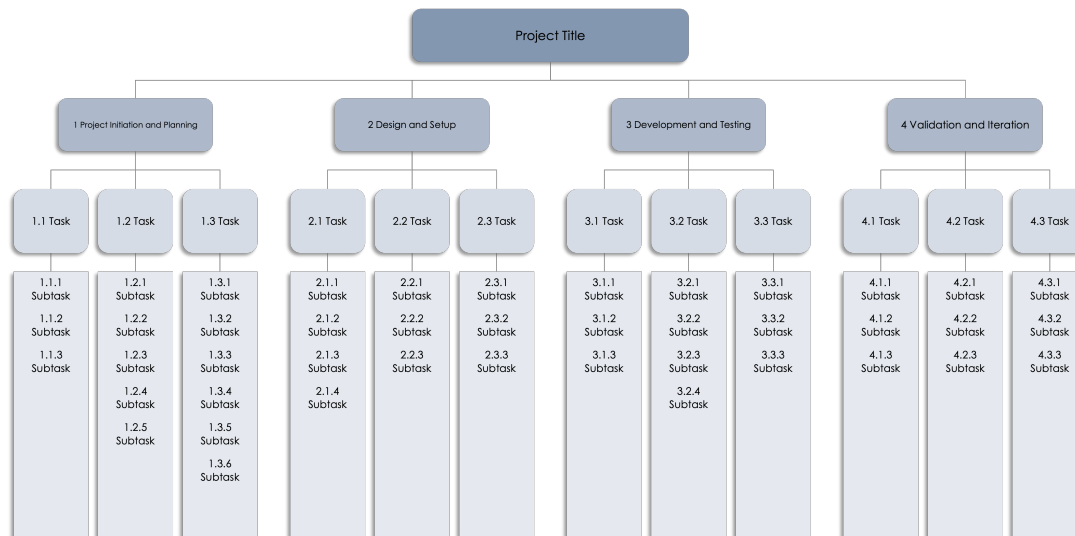 Project Title
1 Project Initiation and Planning
2 Design and Setup
3 Development and Testing
4 Validation and Iteration
1.1 Task
1.2 Task
1.3 Task
2.1 Task
2.2 Task
2.3 Task
3.1 Task
3.2 Task
3.3 Task
4.1 Task
4.2 Task
4.3 Task
1.1.1
Subtask
1.1.2
Subtask
1.1.3
Subtask
1.2.1
Subtask
1.2.2
Subtask
1.2.3
Subtask
1.2.4
Subtask
1.2.5
Subtask
1.3.1
Subtask
1.3.2
Subtask
1.3.3
Subtask
1.3.4
Subtask
1.3.5
Subtask
1.3.6
Subtask
2.1.1
Subtask
2.1.2
Subtask
2.1.3
Subtask
2.1.4
Subtask
2.2.1
Subtask
2.2.2
Subtask
2.2.3
Subtask
2.3.1
Subtask
2.3.2
Subtask
2.3.3
Subtask
3.1.1
Subtask
3.1.2
Subtask
3.1.3
Subtask
3.2.1
Subtask
3.2.2
Subtask
3.2.3
Subtask
3.2.4
Subtask
3.3.1
Subtask
3.3.2
Subtask
3.3.3
Subtask
4.1.1
Subtask
4.1.2
Subtask
4.1.3
Subtask
4.2.1
Subtask
4.2.2
Subtask
4.2.3
Subtask
4.3.1
Subtask
4.3.2
Subtask
4.3.3
Subtask